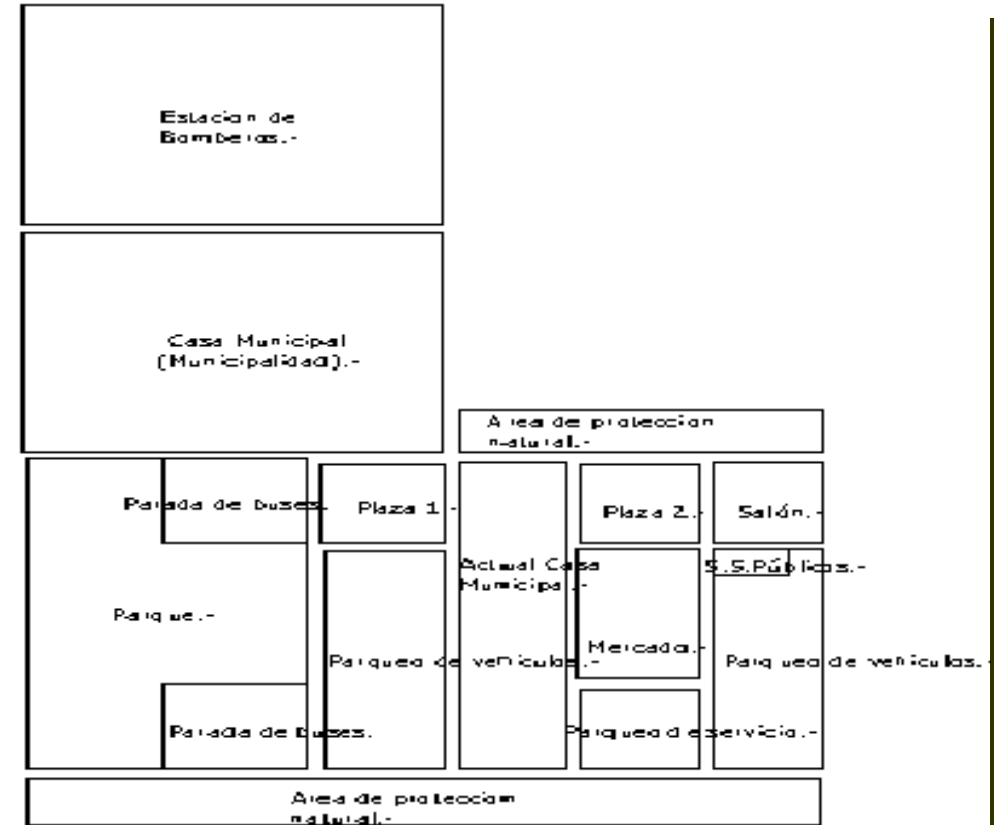 Estacion de
Bomberos.-
Casa Municipal
(Municipalidad).-
Area de proteccion
natural.-
Parada de buses.
Plaza 1.-
Plaza 2.-
Salón.-
Actual Casa
Municipal.-
S.S.Públicos.-
Parque.-
Mercado.-
Parqueo de vehiculos.-
Parqueo de vehiculos.-
Parada de buses.
Parqueo de servicio.-
Area de proteccion
natural.-